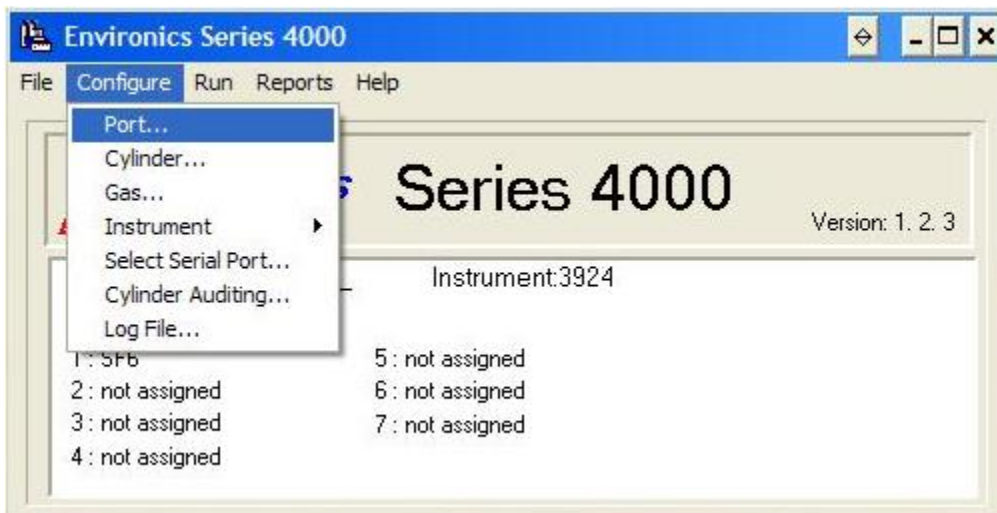 Environics Series 4000
File Configure Run Reports Help
Port...
Cylinder...
Gas...
Instrument
Select Serial Port...
Cylinder Auditing...
Log File...
Series 4000
Version: 1. 2. 3
Instrument:3924
1 : SF6
2 : not assigned
3 : not assigned
4 : not assigned
5 : not assigned
6 : not assigned
7 : not assigned